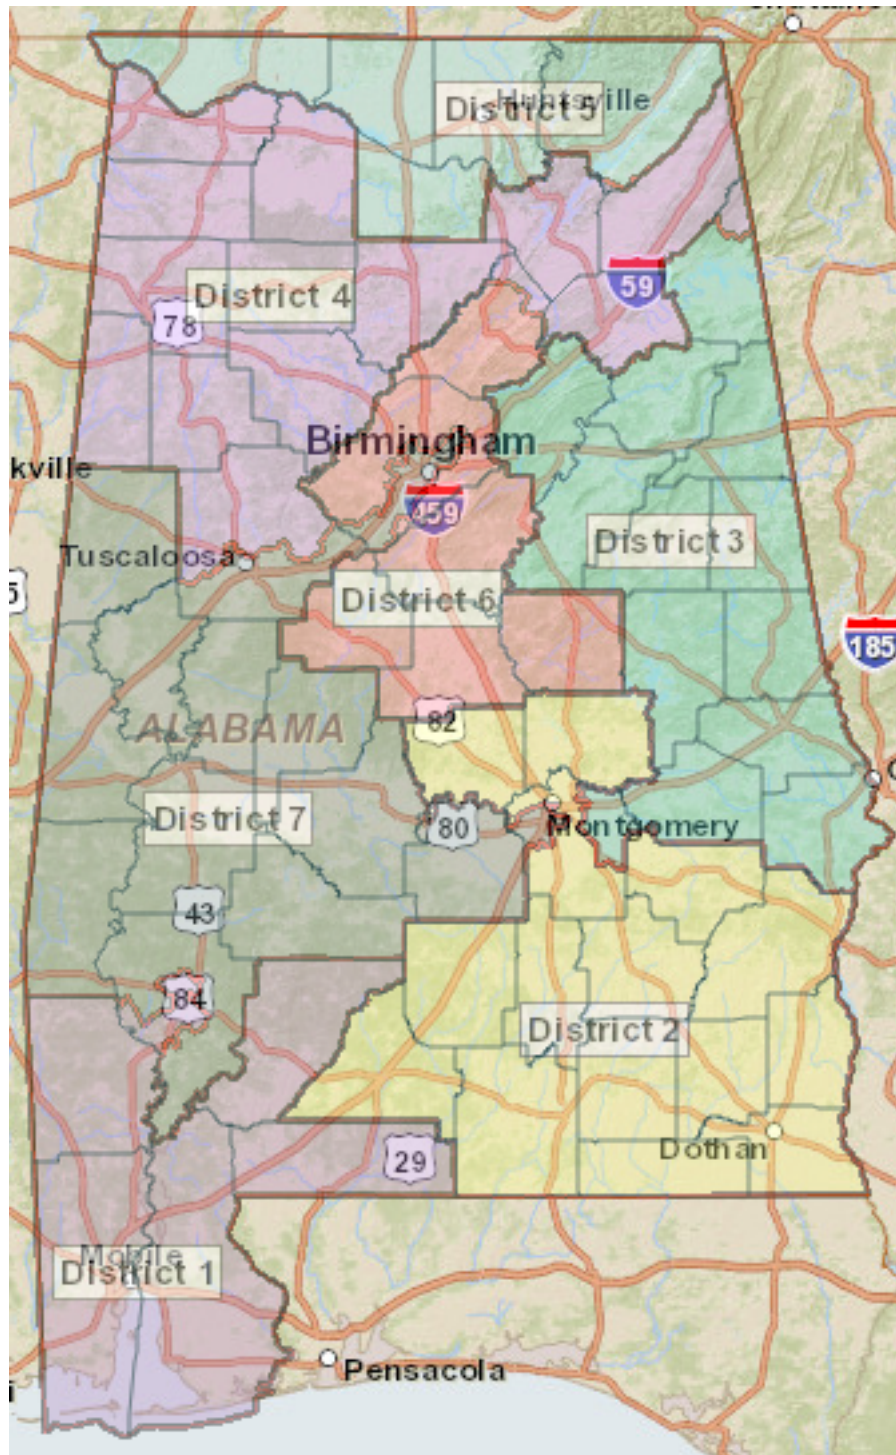 District 5
Huntsville
District 4
59
78
Birmingham
kville
459
Tuscaloosa
District 3
5
District 6
185
ALABAMA
82
District 7
80
Montgomery
43
84
District 2
Dothan
29
Mobile
District 1
Pensacola
i